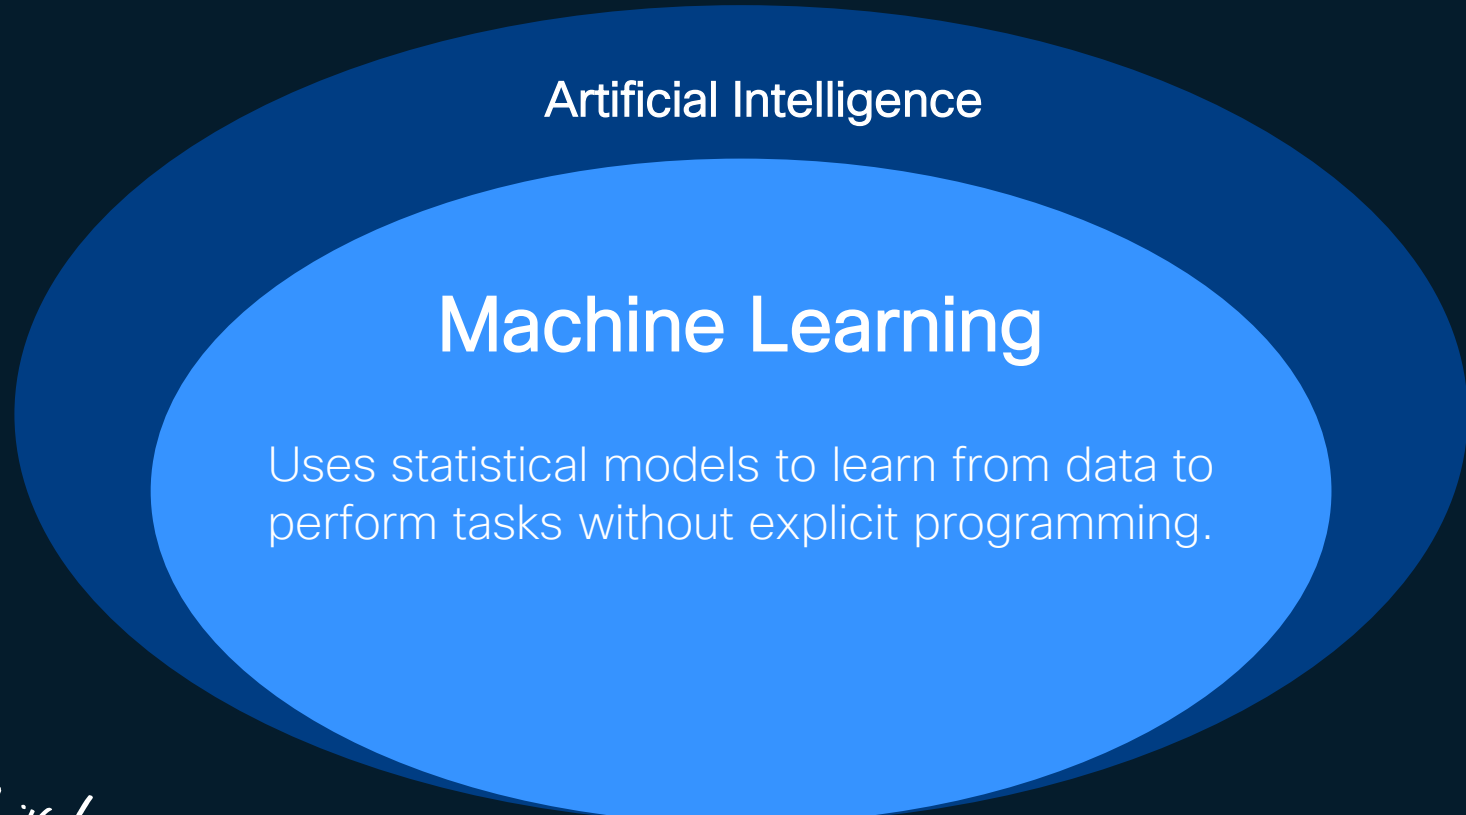 Artificial Intelligence
Machine Learning
Uses statistical models to learn from data to
perform tasks without explicit programming.